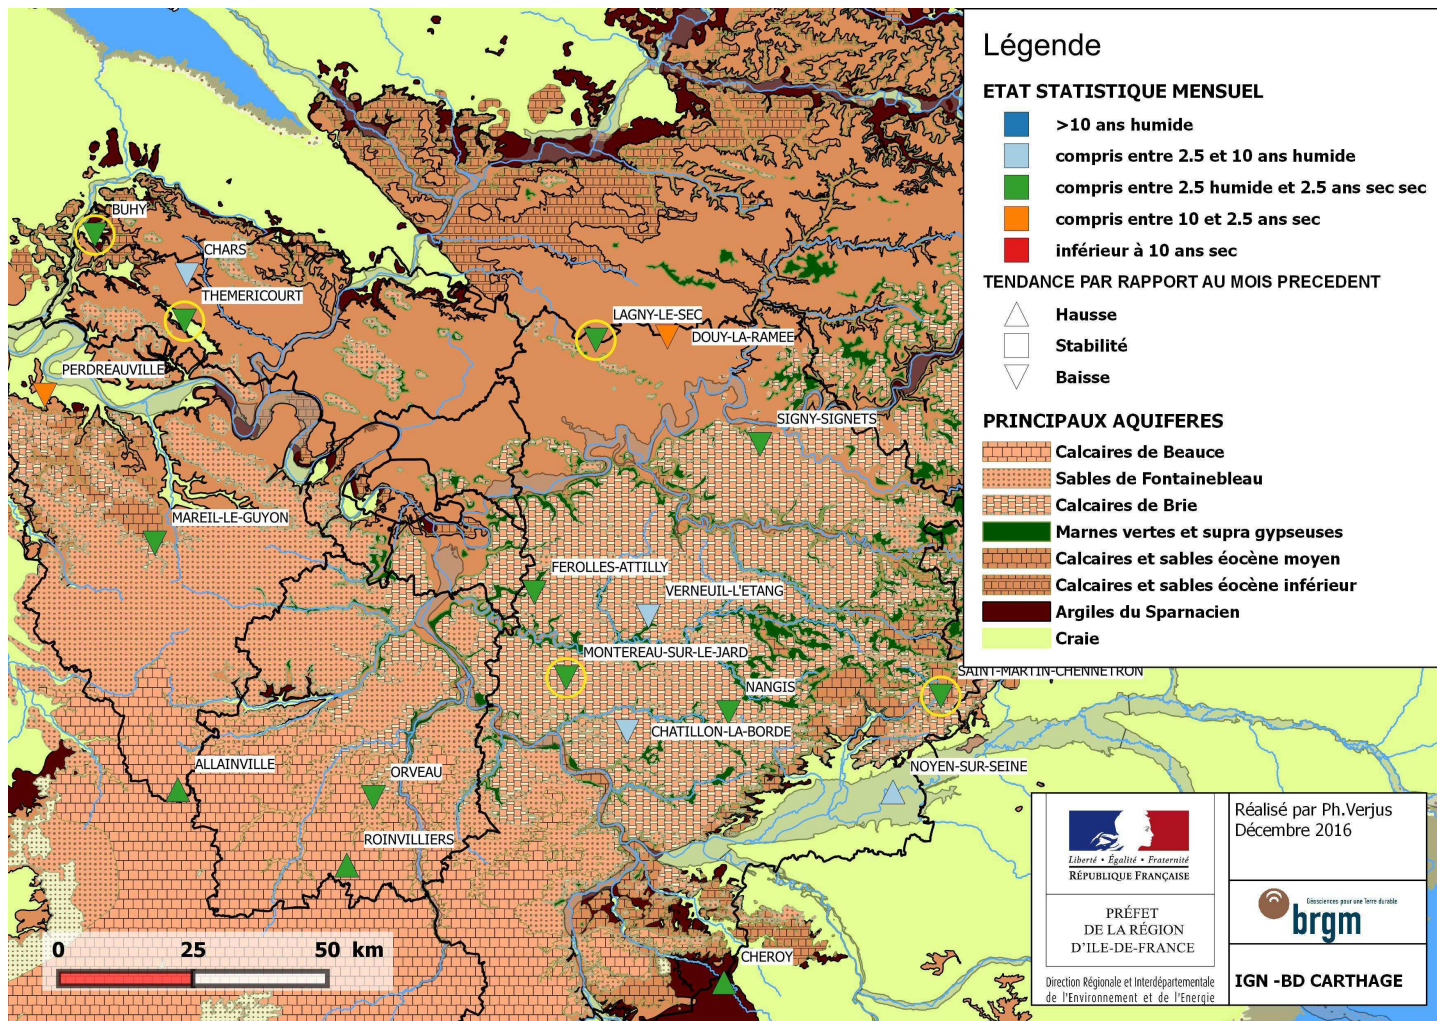 Légende
ETAT STATISTIQUE MENSUEL
>10 ans humide
compris entre 2.5 et 10 ans humide
compris entre 2.5 humide et 2.5 ans sec sec
compris entre 10 et 2.5 ans sec
inférieur à 10 ans sec
TENDANCE PAR RAPPORT AU MOIS PRECEDENT
Hausse
Stabilité
Baisse
PRINCIPAUX AQUIFERES
Calcaires de Beauce
Sables de Fontainebleau
Calcaires de Brie
Marnes vertes et supra gypseuses
Calcaires et sables éocène moyen
Calcaires et sables éocène inférieur
Argiles du Sparnacien
Craie
BUHY
CHARS
THEMERICOURT
LAGNY-LE-SEC
DOUY-LA-RAMEE
PERDREAUVILLE
SIGNY-SIGNETS
MAREIL-LE-GUYON
FEROLLES-ATTILLY
VERNEUIL-L'ETANG
MONTEREAU-SUR-LE-JARD
SAINT-MARTIN-CHENNETRON
NANGIS
CHATILLON-LA-BORDE
ALLAINVILLE
ORVEAU
NOYEN-SUR-SEINE
ROINVILLIERS
CHEROY
0 25 50 km
Liberté • Égalité • Fraternité
RÉPUBLIQUE FRANÇAISE
PRÉFET
DE LA RÉGION
D'ILE-DE-FRANCE
Direction Régionale et Interdépartementale
de l'Environnement et de l'Energie
Réalisé par Ph.Verjus
Décembre 2016
Géosciences pour une Terre durable
brgm
IGN -BD CARTHAGE